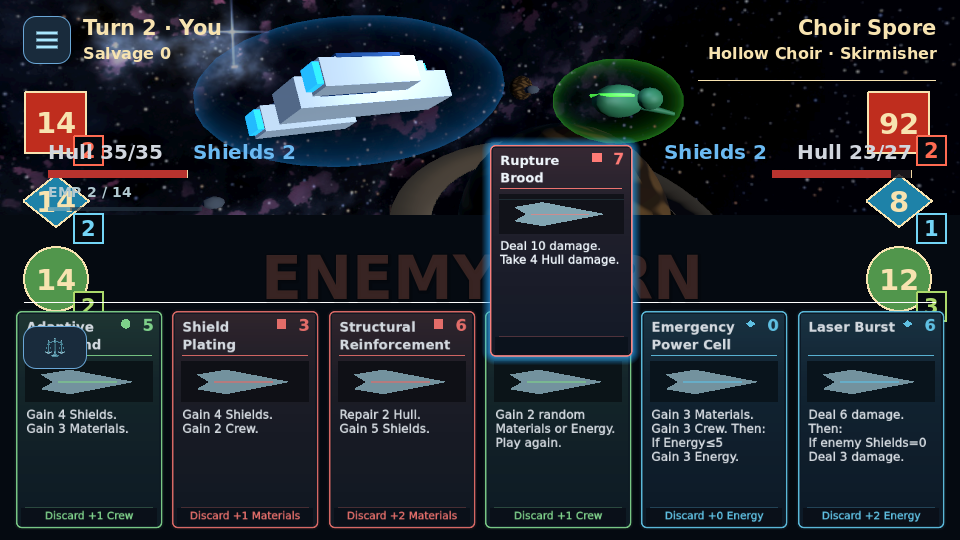 Turn 2 · You
Salvage 0
Choir Spore
Hollow Choir · Skirmisher
14
2
Hull 35/35
Shields 2
EMR 2 / 14
14
2
14
2
Shields 2
Hull 23/27
92
2
8
1
12
3
ENEMY
Rupture
Brood
7
Deal 10 damage.
Take 4 Hull damage.
5
Gain 4 Shields.
Gain 3 Materials.
Discard +1 Crew
Shield
Plating
3
Gain 4 Shields.
Gain 2 Crew.
Discard +1 Materials
Structural
Reinforcement
6
Repair 2 Hull.
Gain 5 Shields.
Discard +2 Materials
Gain 2 random
Materials or Energy.
Play again.
Discard +1 Crew
Emergency
Power Cell
0
Gain 3 Materials.
Gain 3 Crew. Then:
If Energy≤5
Gain 3 Energy.
Discard +0 Energy
Laser Burst
6
Deal 6 damage.
Then:
If enemy Shields=0
Deal 3 damage.
Discard +2 Energy